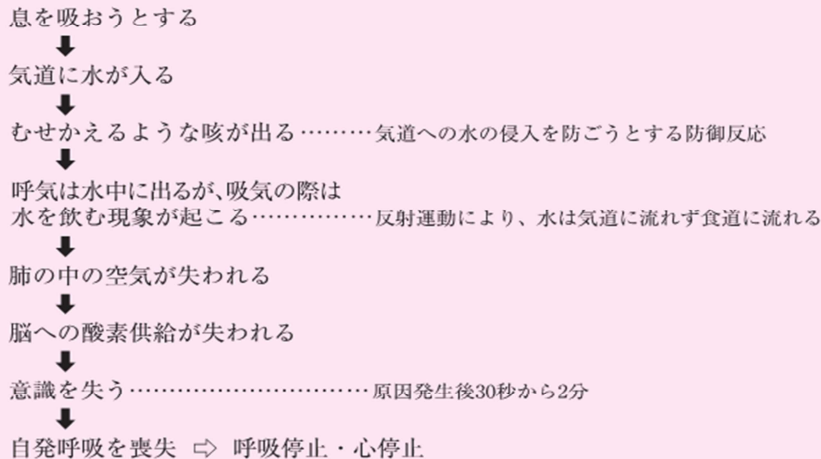 息を吸おうとする
⬇
気道に水が入る
⬇
むせかえるような咳が出る………気道への水の侵入を防ごうとする防御反応
⬇
呼気は水中に出るが、吸気の際は
水を飲む現象が起こる……………反射運動により、水は気道に流れず食道に流れる
⬇
肺の中の空気が失われる
⬇
脳への酸素供給が失われる
⬇
意識を失う…………………………原因発生後30秒から2分
⬇
自発呼吸を喪失 ⇨ 呼吸停止・心停止